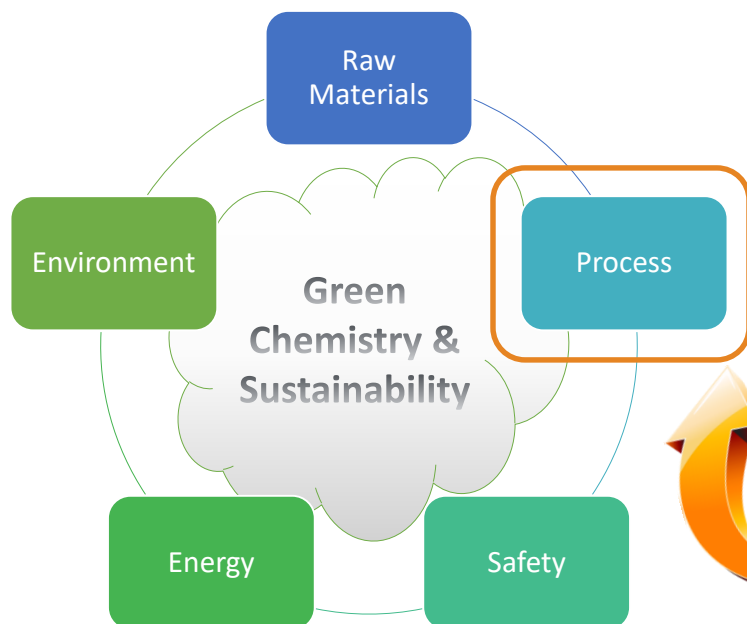 Raw
Materials
Environment
Process
Green
Chemistry &
Sustainability
Energy
Safety